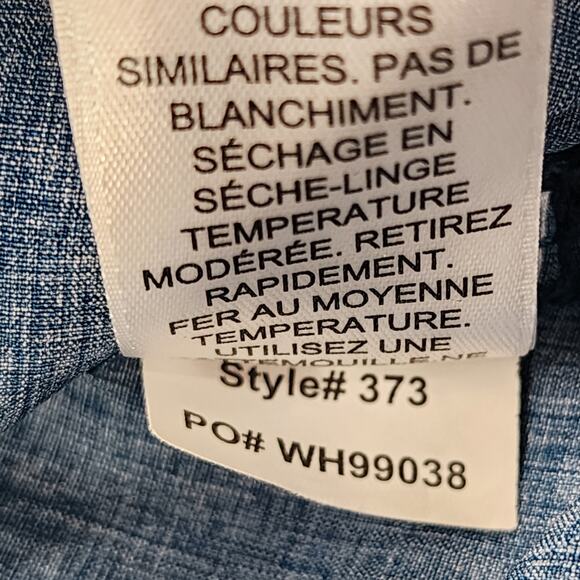 COULEURS
SIMILAIRES. PAS DE
BLANCHIMENT.
SÉCHAGE EN
SÉCHE-LINGE
TEMPERATURE
MODÉRÉE. RETIREZ
RAPIDEMENT.
FER AU MOYENNE
TEMPERATURE.
UTILISEZ UNE
NE
Style# 373
PO# WH99038